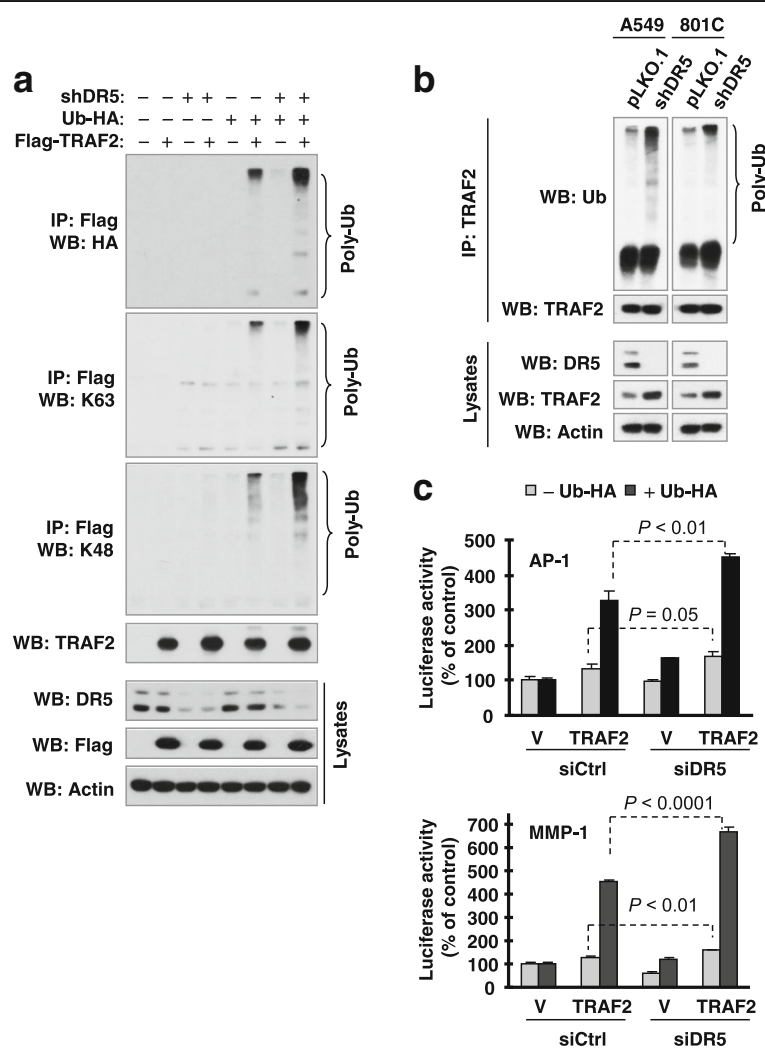 a
shDR5: – – + + – – + +
Ub-HA: – – – – + + + +
Flag-TRAF2: – + – + – + – +
IP: Flag
WB: HA
Poly-Ub
IP: Flag
WB: K63
Poly-Ub
IP: Flag
WB: K48
Poly-Ub
WB: TRAF2
WB: DR5
WB: Flag
WB: Actin
Lysates
b
A549 801C
pLKO.1 shDR5 pLKO.1 shDR5
IP: TRAF2
WB: Ub
Poly-Ub
WB: TRAF2
Lysates
WB: DR5
WB: TRAF2
WB: Actin
c
– Ub-HA + Ub-HA
AP-1
Luciferase activity
(% of control)
500
400
300
200
100
0
P < 0.01
P = 0.05
V TRAF2 V TRAF2
siCtrl siDR5
MMP-1
Luciferase activity
(% of control)
700
600
500
400
300
200
100
0
P < 0.0001
P < 0.01
V TRAF2 V TRAF2
siCtrl siDR5